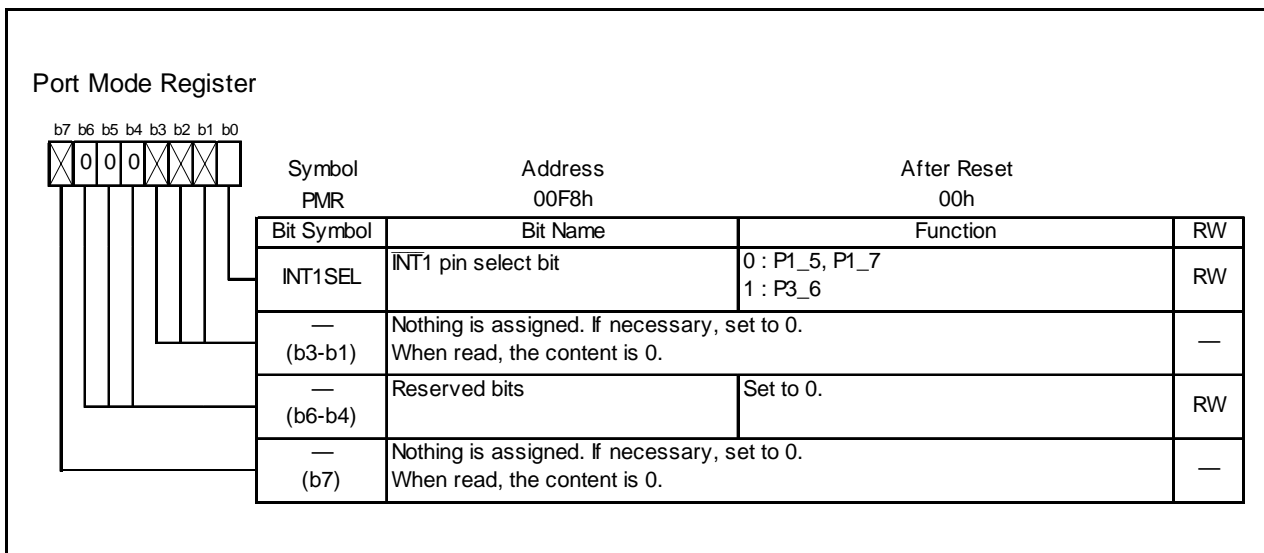 Port Mode Register
b7 b6 b5 b4 b3 b2 b1 b0
0 0 0
Symbol Address After Reset
PMR 00F8h 00h
Bit Symbol Bit Name Function RW
INT1SEL I̅N̅T̅1 pin select bit 0 : P1_5, P1_7 RW
1 : P3_6
— Nothing is assigned. If necessary, set to 0. —
(b3-b1) When read, the content is 0.
— Reserved bits Set to 0. RW
(b6-b4)
— Nothing is assigned. If necessary, set to 0. —
(b7) When read, the content is 0.